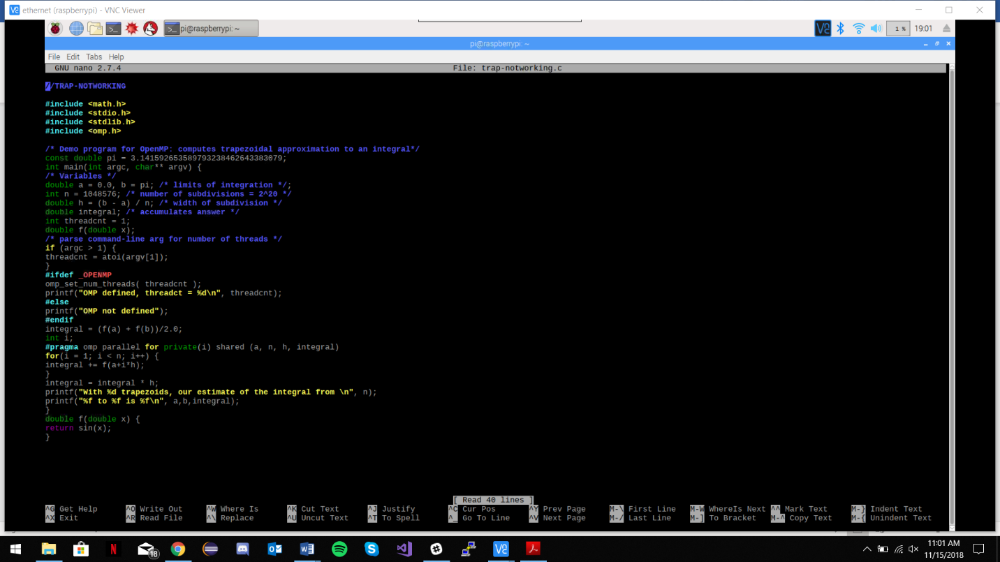 ethernet (raspberrypi) - VNC Viewer
pi@raspberrypi: ~
1 %
19:01
pi@raspberrypi: ~
File Edit Tabs Help
GNU nano 2.7.4 File: trap-notworking.c
//TRAP-NOTWORKING
#include <math.h>
#include <stdio.h>
#include <stdlib.h>
#include <omp.h>
/* Demo program for OpenMP: computes trapezoidal approximation to an integral*/
const double pi = 3.141592653589793238462643383079;
int main(int argc, char** argv) {
/* Variables */
double a = 0.0, b = pi; /* limits of integration */;
int n = 1048576; /* number of subdivisions = 2^20 */
double h = (b - a) / n; /* width of subdivision */
double integral; /* accumulates answer */
int threadcnt = 1;
double f(double x);
/* parse command-line arg for number of threads */
if (argc > 1) {
threadcnt = atoi(argv[1]);
}
#ifdef _OPENMP
omp_set_num_threads( threadcnt );
printf("OMP defined, threadct = %d\n", threadcnt);
#else
printf("OMP not defined");
#endif
integral = (f(a) + f(b))/2.0;
int i;
#pragma omp parallel for private(i) shared (a, n, h, integral)
for(i = 1; i < n; i++) {
integral += f(a+i*h);
}
integral = integral * h;
printf("With %d trapezoids, our estimate of the integral from \n", n);
printf("%f to %f is %f\n", a,b,integral);
}
double f(double x) {
return sin(x);
}
[ Read 40 lines ]
^G Get Help ^O Write Out ^W Where Is ^K Cut Text ^J Justify ^C Cur Pos ^Y Prev Page M-\ First Line M-W WhereIs Next ^^ Mark Text M-} Indent Text
^X Exit ^R Read File ^\ Replace ^U Uncut Text ^T To Spell ^_ Go To Line ^V Next Page M-/ Last Line M-] To Bracket M-^ Copy Text M-{ Unindent Text
18
11:01 AM
11/15/2018